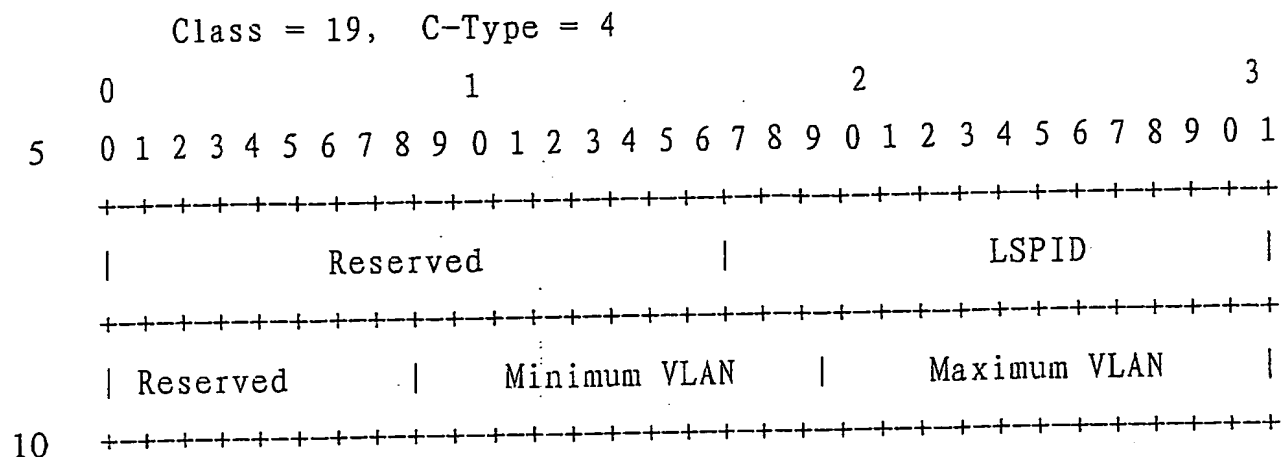 Class = 19, C-Type = 4
0 1 2 3
5 0 1 2 3 4 5 6 7 8 9 0 1 2 3 4 5 6 7 8 9 0 1 2 3 4 5 6 7 8 9 0 1
+-+-+-+-+-+-+-+-+-+-+-+-+-+-+-+-+-+-+-+-+-+-+-+-+-+-+-+-+-+-+-+
| Reserved | LSPID |
+-+-+-+-+-+-+-+-+-+-+-+-+-+-+-+-+-+-+-+-+-+-+-+-+-+-+-+-+-+-+-+
| Reserved | Minimum VLAN | Maximum VLAN |
10 +-+-+-+-+-+-+-+-+-+-+-+-+-+-+-+-+-+-+-+-+-+-+-+-+-+-+-+-+-+-+-+